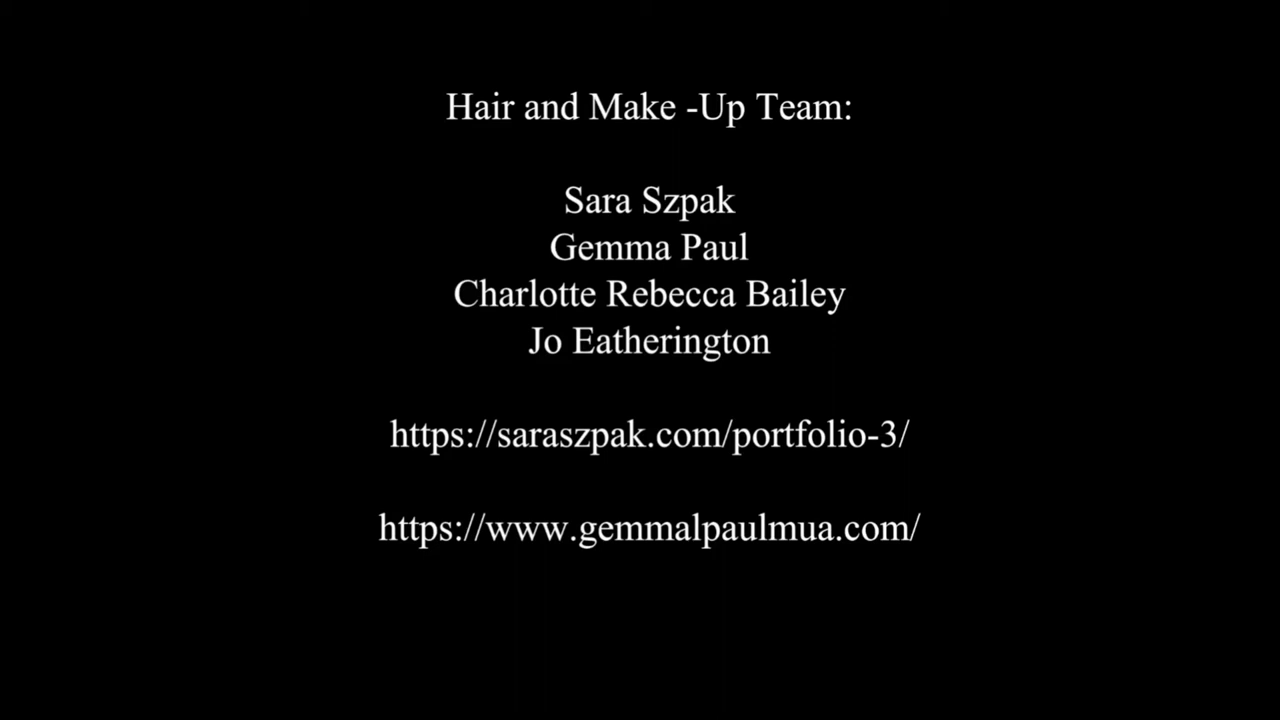 Hair and Make -Up Team:
Sara Szpak
Gemma Paul
Charlotte Rebecca Bailey
Jo Eatherington
https://saraszpak.com/portfolio-3/
https://www.gemmalpaulmua.com/